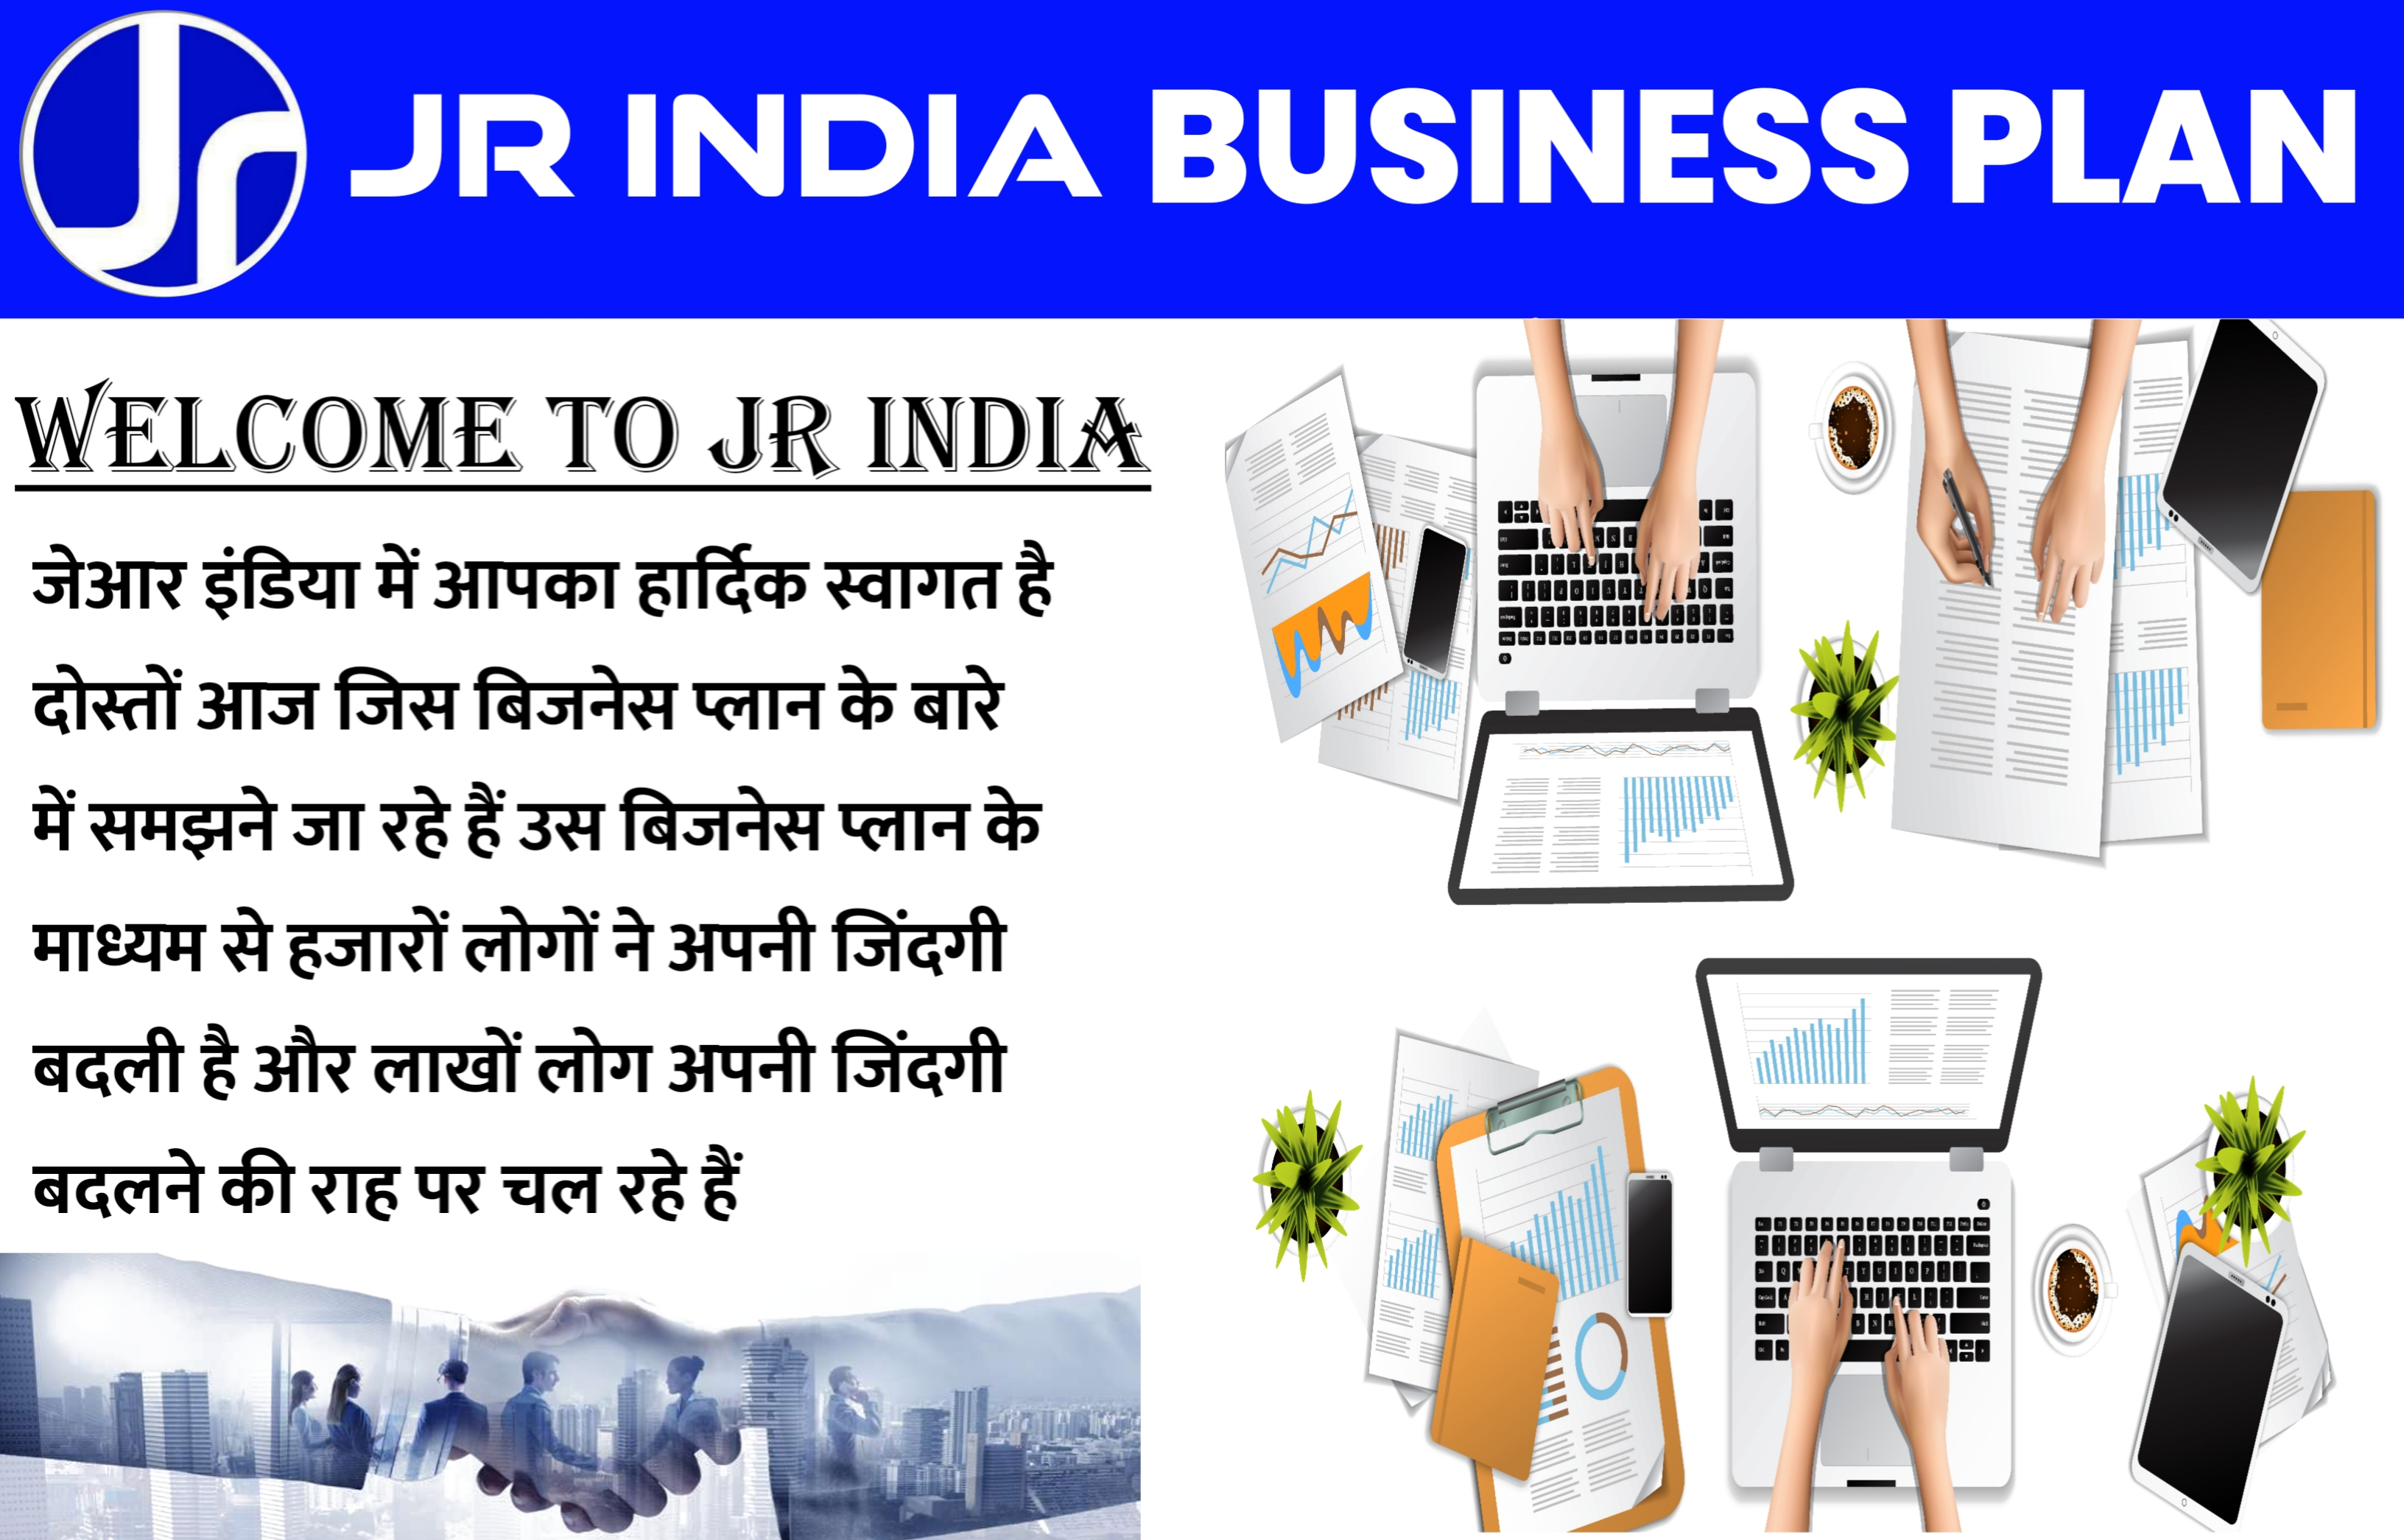 Jr JR INDIA BUSINESS PLAN
WELCOME TO JR INDIA
जेआर इंडिया में आपका हार्दिक स्वागत है
दोस्तों आज जिस बिजनेस प्लान के बारे
में समझने जा रहे हैं उस बिजनेस प्लान के
माध्यम से हजारों लोगों ने अपनी जिंदगी
बदली है और लाखों लोग अपनी जिंदगी
बदलने की राह पर चल रहे हैं